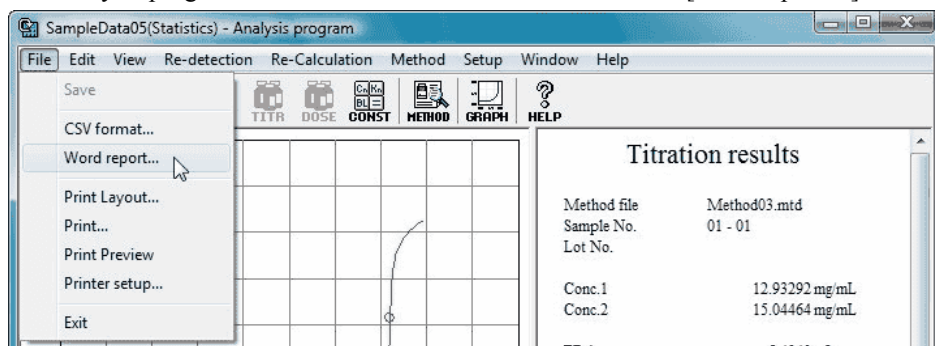 SampleData05(Statistics) - Analysis program
File Edit View Re-detection Re-Calculation Method Setup Window Help
Save
CSV format...
Word report...
Print Layout...
Print...
Print Preview
Printer setup...
Exit
TITR DOSE CONST METHOD GRAPH HELP
Cn Kn
BL =
Titration results
Method file Method03.mtd
Sample No. 01 - 01
Lot No.
Conc.1 12.93292 mg/mL
Conc.2 15.04464 mg/mL